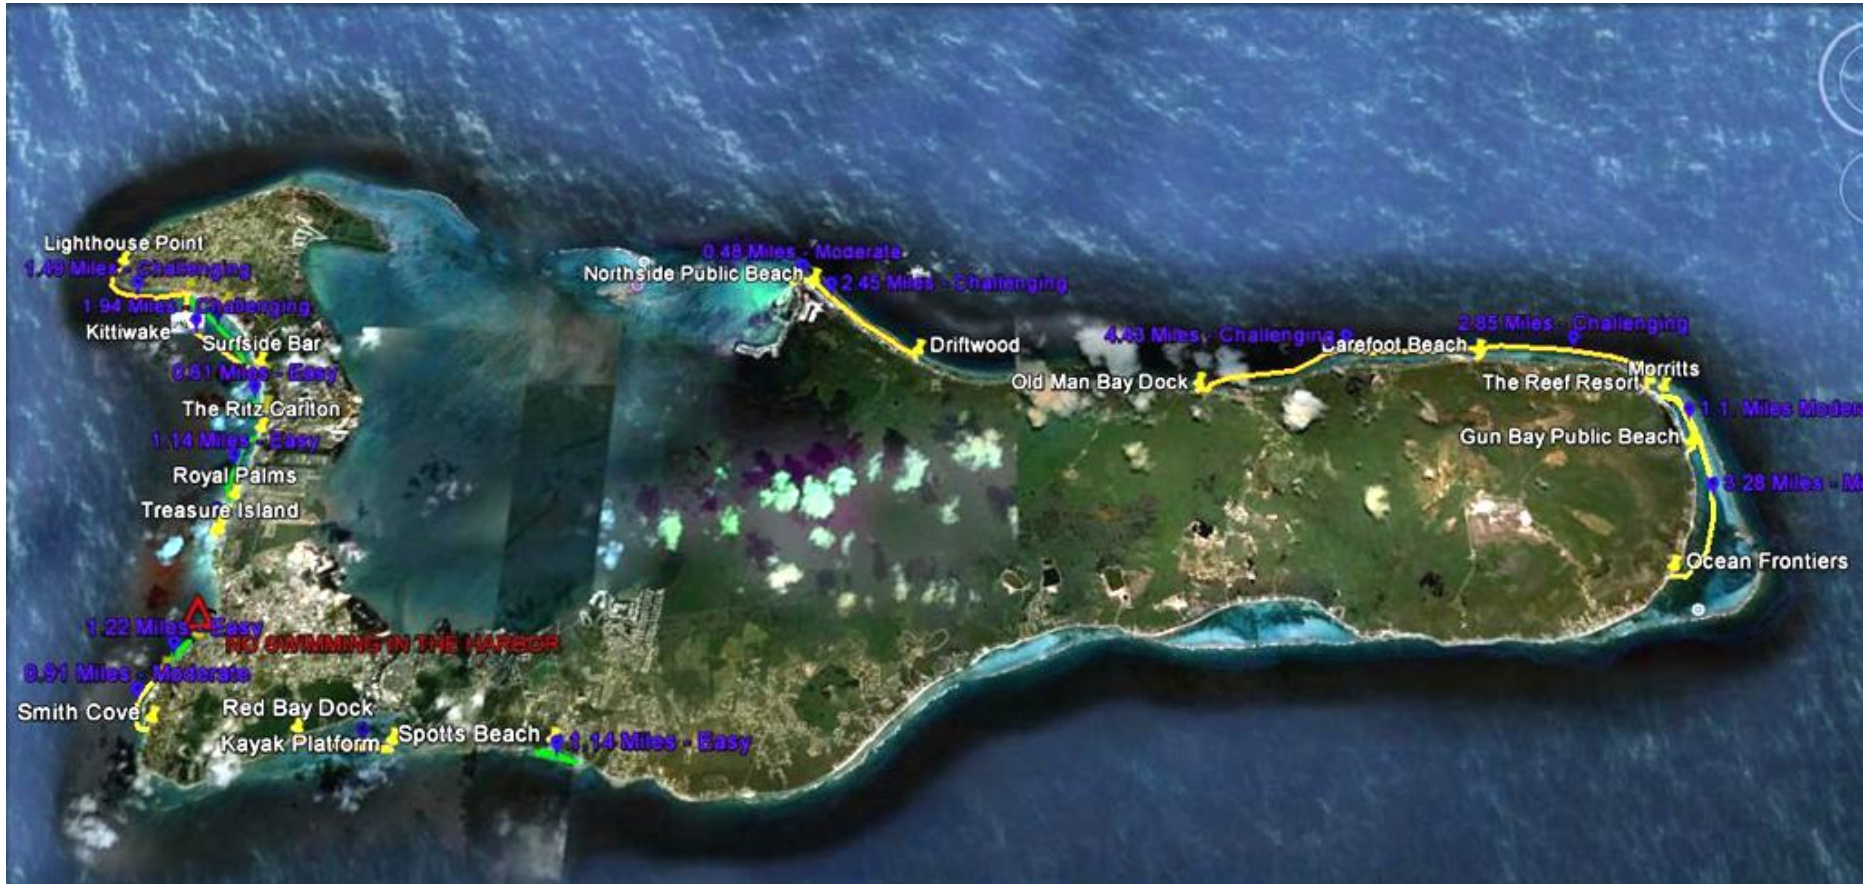 Lighthouse Point
1.49 Miles - Challenging
1.94 Miles - Challenging
Kittiwake
Surfside Bar
0.61 Miles - Easy
The Ritz Carlton
1.14 Miles - Easy
Royal Palms
Treasure Island
1.22 Miles - Easy
NO SWIMMING IN THE HARBOR
0.91 Miles - Moderate
Smith Cove
Red Bay Dock
Kayak Platform
Spotts Beach
1.14 Miles - Easy
0.48 Miles - Moderate
Northside Public Beach
2.45 Miles - Challenging
Driftwood
4.43 Miles - Challenging
Old Man Bay Dock
Barefoot Beach
2.85 Miles - Challenging
Morritts
The Reef Resort
1.1. Miles Moder
Gun Bay Public Beach
3.28 Miles - M
Ocean Frontiers